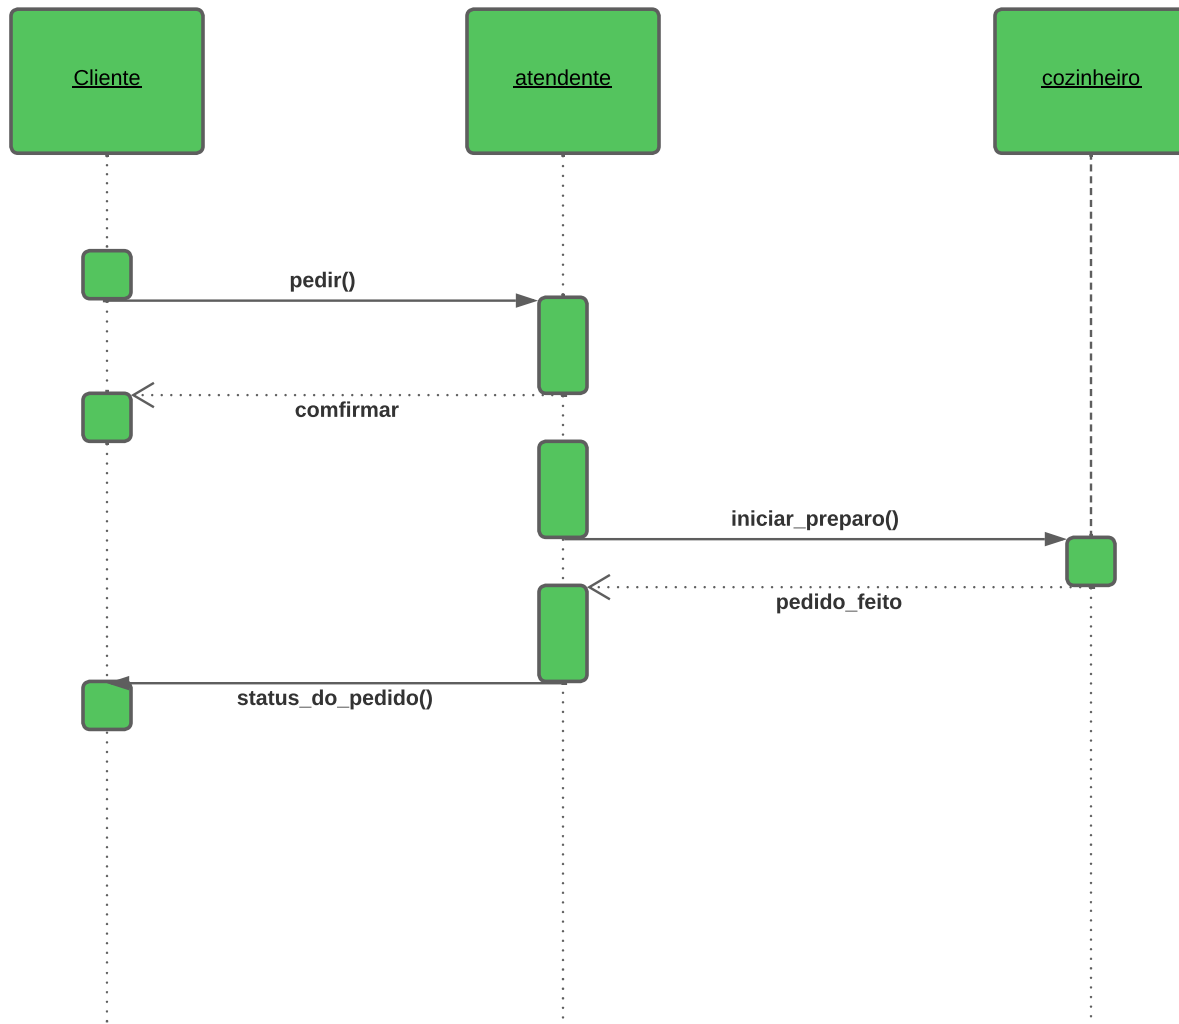 Cliente
atendente
cozinheiro
pedir()
comfirmar
iniciar_preparo()
pedido_feito
status_do_pedido()